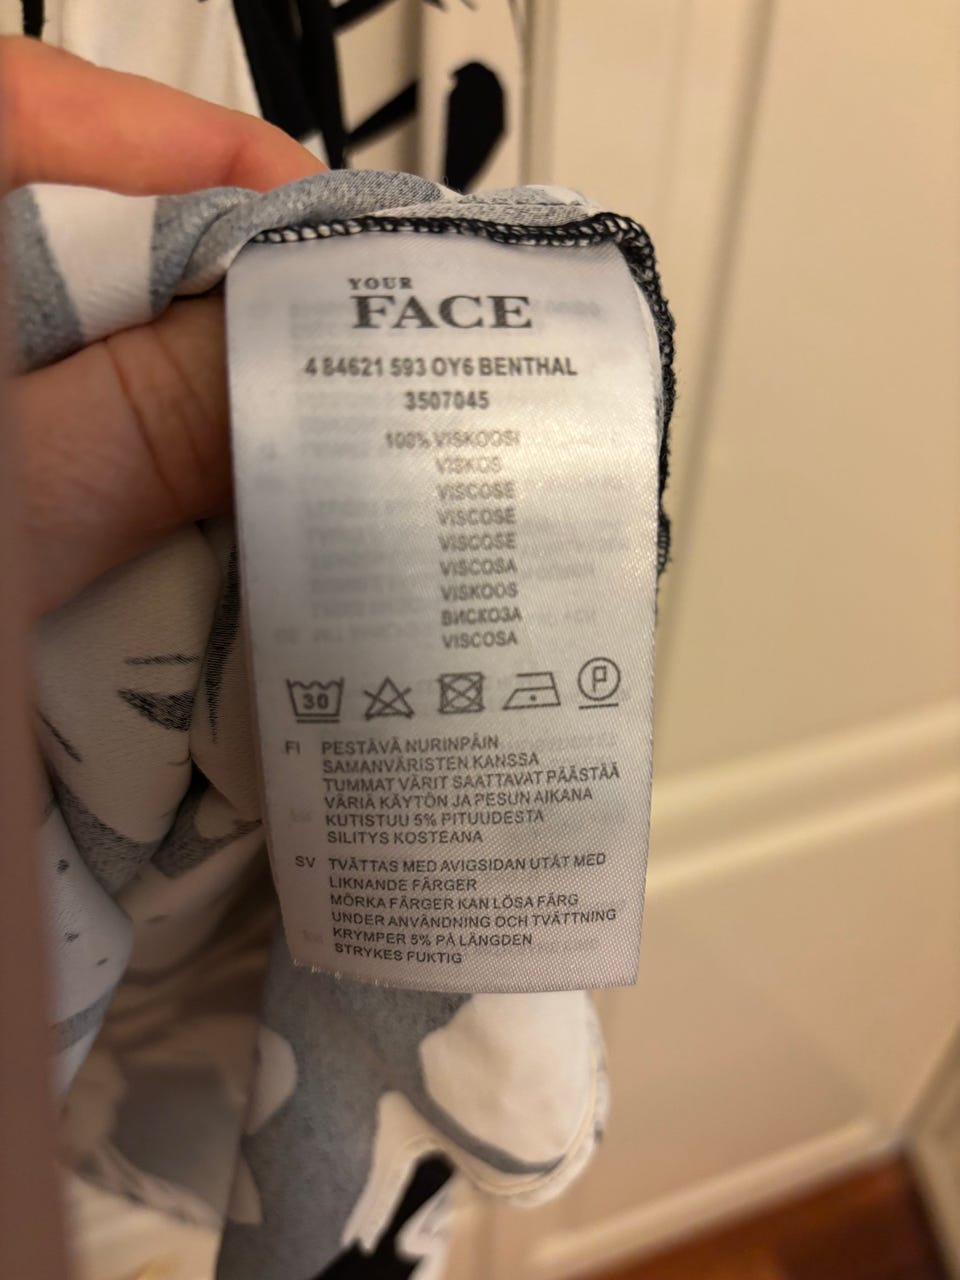 YOUR
FACE
4 84621 593 OY6 BENTHAL
3507045
100% VISKOOSI
VISKOS
VISCOSE
VISCOSE
VISCOSE
VISCOSA
VISKOOS
ВИСКОЗА
VISCOSA
30 P
FI PESTÄVÄ NURINPÄIN
SAMANVÄRISTEN KANSSA
TUMMAT VÄRIT SAATTAVAT PÄÄSTÄÄ
VÄRIÄ KÄYTÖN JA PESUN AIKANA
KUTISTUU 5% PITUUDESTA
SILITYS KOSTEANA
SV TVÄTTAS MED AVIGSIDAN UTÅT MED
LIKNANDE FÄRGER
MÖRKA FÄRGER KAN LÖSA FÄRG
UNDER ANVÄNDNING OCH TVÄTTNING
KRYMPER 5% PÅ LÄNGDEN
STRYKES FUKTIG